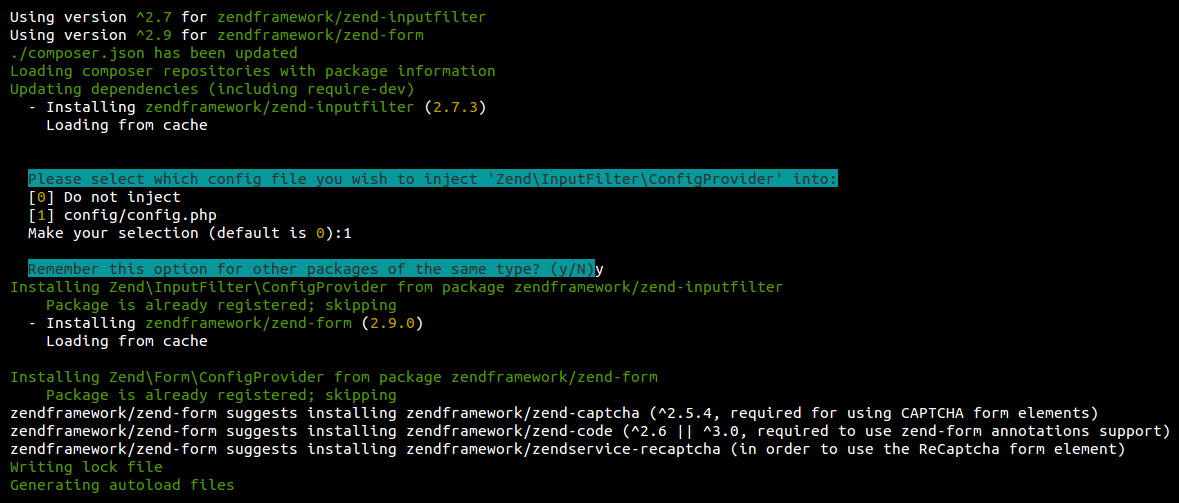 Using version ^2.7 for zendframework/zend-inputfilter
Using version ^2.9 for zendframework/zend-form
./composer.json has been updated
Loading composer repositories with package information
Updating dependencies (including require-dev)
- Installing zendframework/zend-inputfilter (2.7.3)
Loading from cache
Please select which config file you wish to inject 'Zend\InputFilter\ConfigProvider' into:
[0] Do not inject
[1] config/config.php
Make your selection (default is 0):1
Remember this option for other packages of the same type? (y/N)y
Installing Zend\InputFilter\ConfigProvider from package zendframework/zend-inputfilter
Package is already registered; skipping
- Installing zendframework/zend-form (2.9.0)
Loading from cache
Installing Zend\Form\ConfigProvider from package zendframework/zend-form
Package is already registered; skipping
zendframework/zend-form suggests installing zendframework/zend-captcha (^2.5.4, required for using CAPTCHA form elements)
zendframework/zend-form suggests installing zendframework/zend-code (^2.6 || ^3.0, required to use zend-form annotations support)
zendframework/zend-form suggests installing zendframework/zendservice-recaptcha (in order to use the ReCaptcha form element)
Writing lock file
Generating autoload files